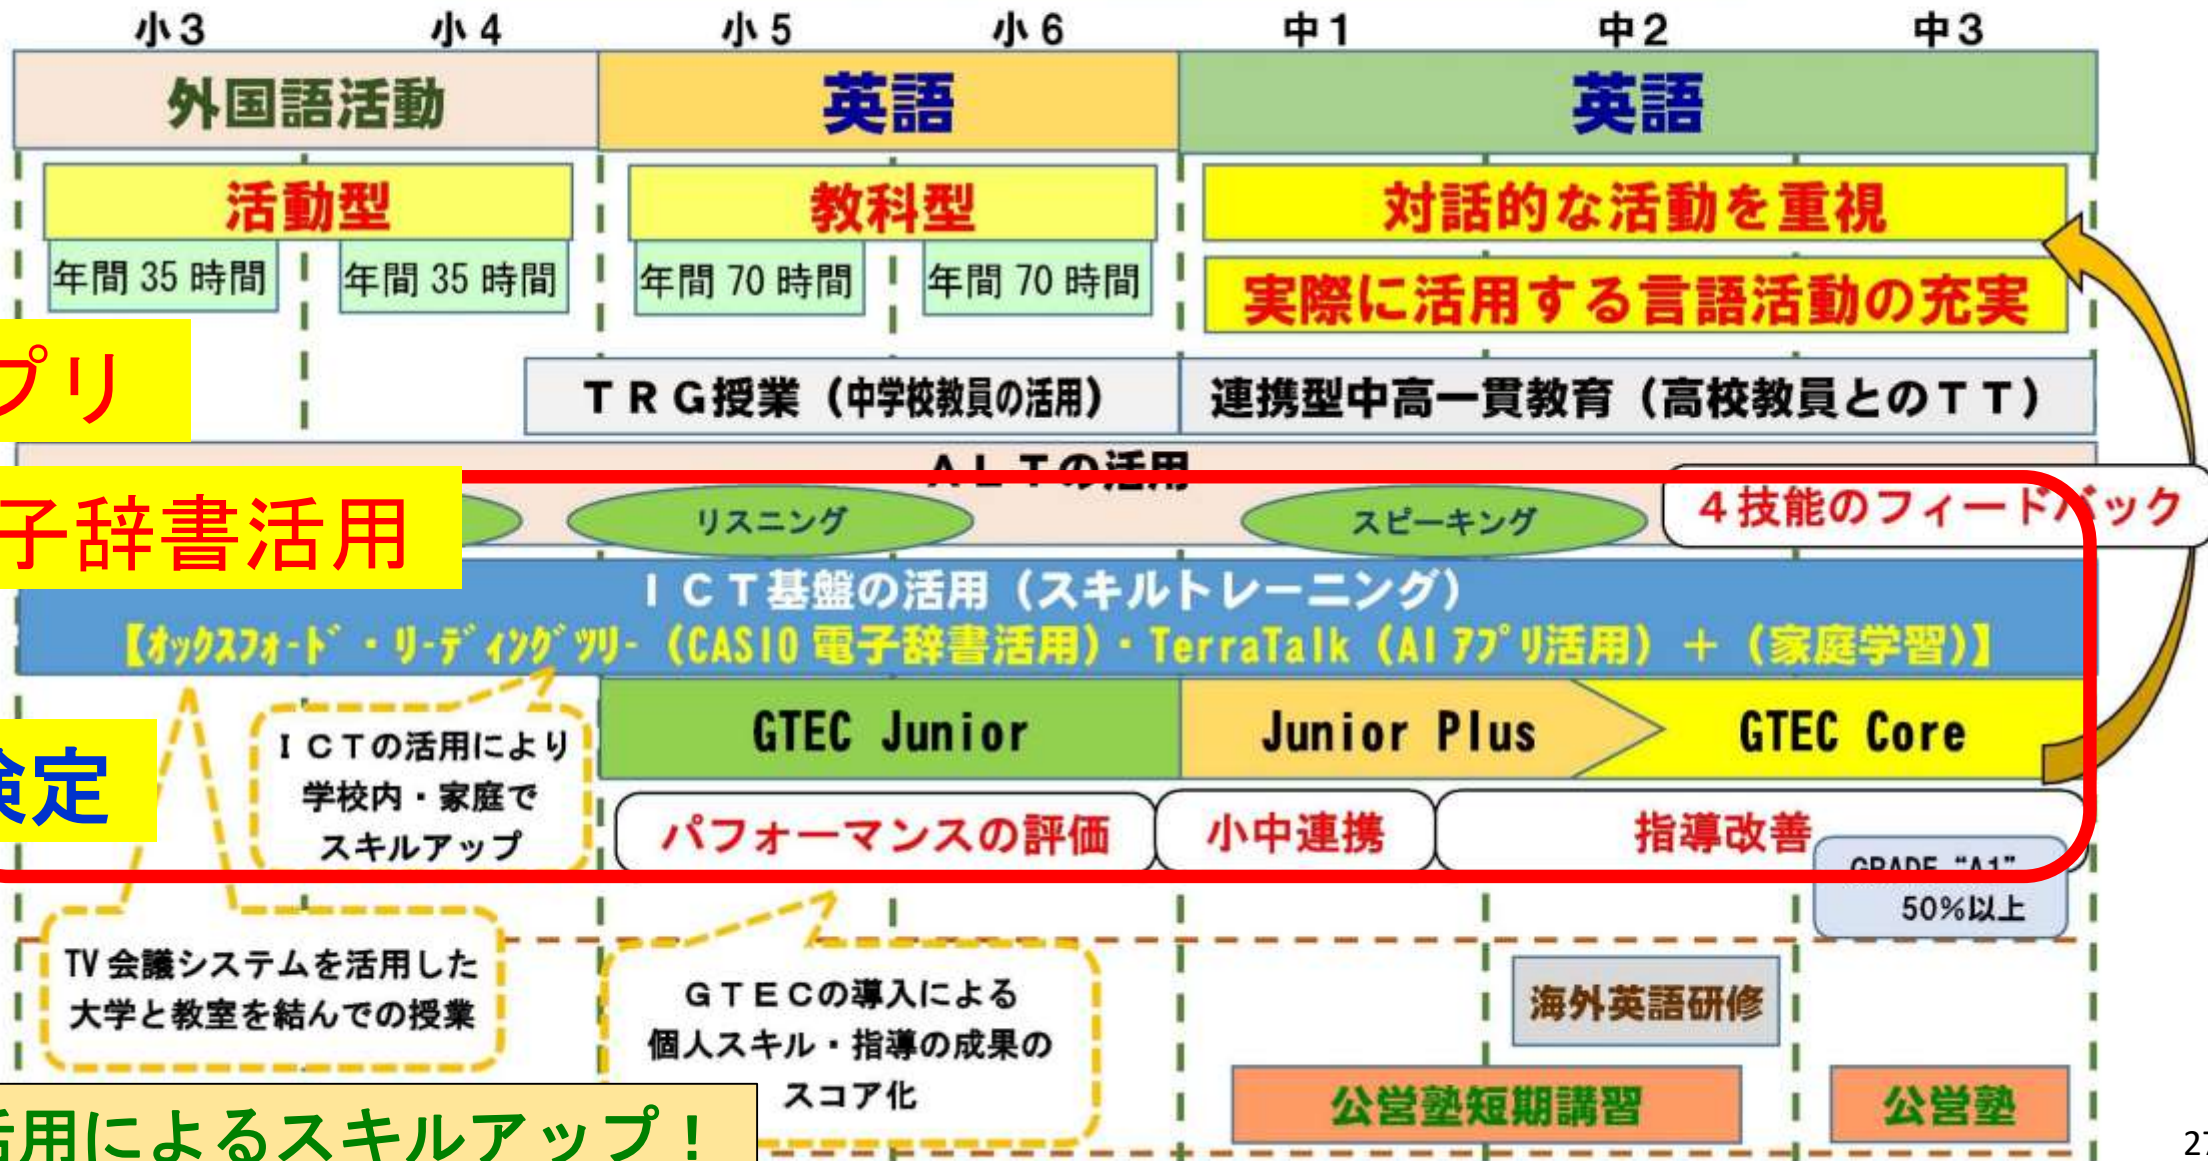 小3 小4 小5 小6 中1 中2 中3
外国語活動 英語 英語
活動型 教科型 対話的な活動を重視
年間 35 時間 年間 35 時間 年間 70 時間 年間 70 時間 実際に活用する言語活動の充実
プリ
ＴＲＧ授業（中学校教員の活用） 連携型中高一貫教育（高校教員とのＴＴ）
ＡＬＴの活用
子辞書活用 リスニング スピーキング ４技能のフィードバック
ＩＣＴ基盤の活用（スキルトレーニング）
【ｵｯｸｽﾌｫｰﾄﾞ・ﾘｰﾃﾞｨﾝｸﾞﾂﾘｰ（CASIO 電子辞書活用）・TerraTalk（AI ｱﾌﾟﾘ活用）＋（家庭学習）】
検定
ＩＣＴの活用により
学校内・家庭で
スキルアップ
GTEC Junior Junior Plus GTEC Core
パフォーマンスの評価 小中連携 指導改善
GRADE “A1”
50%以上
TV 会議システムを活用した
大学と教室を結んでの授業
ＧＴＥＣの導入による
個人スキル・指導の成果の
スコア化
海外英語研修
公営塾短期講習 公営塾
活用によるスキルアップ！
27